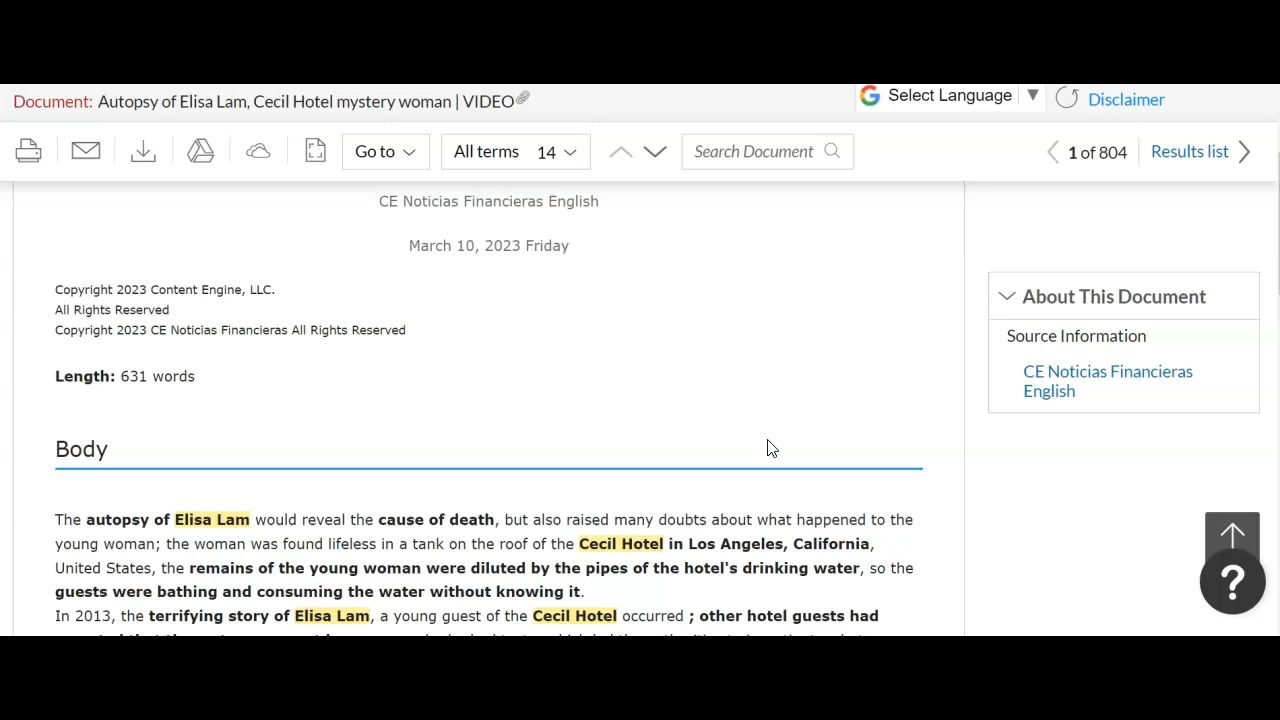 Document: Autopsy of Elisa Lam, Cecil Hotel mystery woman | VIDEO
Select Language ▼
Disclaimer
Go to
All terms 14
Search Document
1 of 804
Results list
CE Noticias Financieras English
March 10, 2023 Friday
Copyright 2023 Content Engine, LLC.
All Rights Reserved
Copyright 2023 CE Noticias Financieras All Rights Reserved
Length: 631 words
Body
The autopsy of Elisa Lam would reveal the cause of death, but also raised many doubts about what happened to the
young woman; the woman was found lifeless in a tank on the roof of the Cecil Hotel in Los Angeles, California,
United States, the remains of the young woman were diluted by the pipes of the hotel's drinking water, so the
guests were bathing and consuming the water without knowing it.
In 2013, the terrifying story of Elisa Lam, a young guest of the Cecil Hotel occurred ; other hotel guests had
About This Document
Source Information
CE Noticias Financieras
English
?